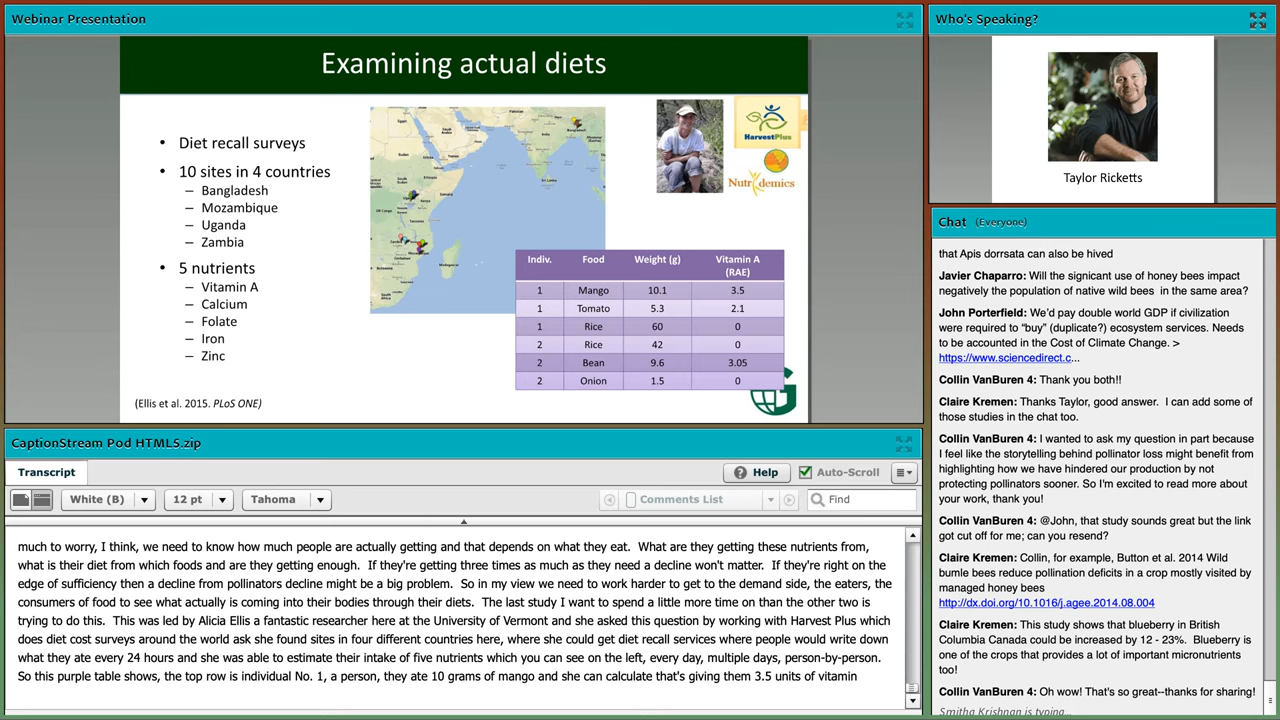 Webinar Presentation
Examining actual diets
• Diet recall surveys
• 10 sites in 4 countries
– Bangladesh
– Mozambique
– Uganda
– Zambia
• 5 nutrients
– Vitamin A
– Calcium
– Folate
– Iron
– Zinc
(Ellis et al. 2015. PLoS ONE)
HarvestPlus
Nutridemics
Indiv. Food Weight (g) Vitamin A (RAE)
1 Mango 10.1 3.5
1 Tomato 5.3 2.1
1 Rice 60 0
2 Rice 42 0
2 Bean 9.6 3.05
2 Onion 1.5 0
Who's Speaking?
Taylor Ricketts
Chat (Everyone)
that Apis dorrsata can also be hived
Javier Chaparro: Will the signicant use of honey bees impact
negatively the population of native wild bees in the same area?
John Porterfield: We'd pay double world GDP if civilization
were required to “buy” (duplicate?) ecosystem services. Needs
to be accounted in the Cost of Climate Change. >
https://www.sciencedirect.c...
Collin VanBuren 4: Thank you both!!
Claire Kremen: Thanks Taylor, good answer. I can add some of
those studies in the chat too.
Collin VanBuren 4: I wanted to ask my question in part because
I feel like the storytelling behind pollinator loss might benefit from
highlighting how we have hindered our production by not
protecting pollinators sooner. So I'm excited to read more about
your work, thank you!
Collin VanBuren 4: @John, that study sounds great but the link
got cut off for me; can you resend?
Claire Kremen: Collin, for example, Button et al. 2014 Wild
bumle bees reduce pollination deficits in a crop mostly visited by
managed honey bees
http://dx.doi.org/10.1016/j.agee.2014.08.004
Claire Kremen: This study shows that blueberry in British
Columbia Canada could be increased by 12 - 23%. Blueberry is
one of the crops that provides a lot of important micronutrients
too!
Collin VanBuren 4: Oh wow! That's so great--thanks for sharing!
Smitha Krishnan is typing...
CaptionStream Pod HTML5.zip
Transcript
Help
Auto-Scroll
White (B)
12 pt
Tahoma
Comments List
Find
much to worry, I think, we need to know how much people are actually getting and that depends on what they eat. What are they getting these nutrients from,
what is their diet from which foods and are they getting enough. If they're getting three times as much as they need a decline won't matter. If they're right on the
edge of sufficiency then a decline from pollinators decline might be a big problem. So in my view we need to work harder to get to the demand side, the eaters, the
consumers of food to see what actually is coming into their bodies through their diets. The last study I want to spend a little more time on than the other two is
trying to do this. This was led by Alicia Ellis a fantastic researcher here at the University of Vermont and she asked this question by working with Harvest Plus which
does diet cost surveys around the world ask she found sites in four different countries here, where she could get diet recall services where people would write down
what they ate every 24 hours and she was able to estimate their intake of five nutrients which you can see on the left, every day, multiple days, person-by-person.
So this purple table shows, the top row is individual No. 1, a person, they ate 10 grams of mango and she can calculate that's giving them 3.5 units of vitamin